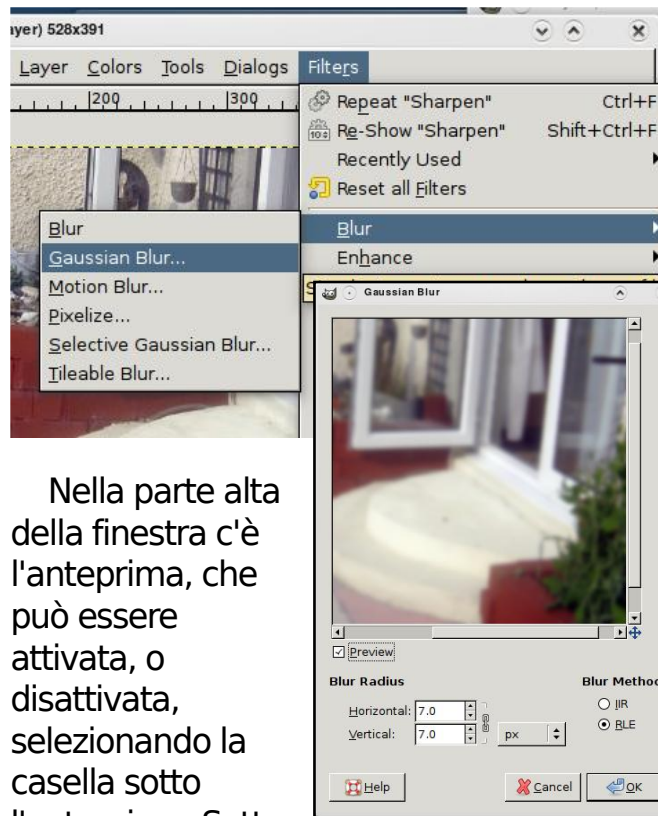 ayer) 528x391
Layer Colors Tools Dialogs Filters
200 300
Repeat "Sharpen" Ctrl+F
Re-Show "Sharpen" Shift+Ctrl+F
Recently Used
Reset all Filters
Blur
Enhance
Blur
Gaussian Blur...
Motion Blur...
Pixelize...
Selective Gaussian Blur...
Tileable Blur...
Gaussian Blur
Preview
Blur Radius
Horizontal: 7.0
Vertical: 7.0 px
Blur Method
IIR
RLE
Help Cancel OK
Nella parte alta
della finestra c'è
l'anteprima, che
può essere
attivata, o
disattivata,
selezionando la
casella sotto